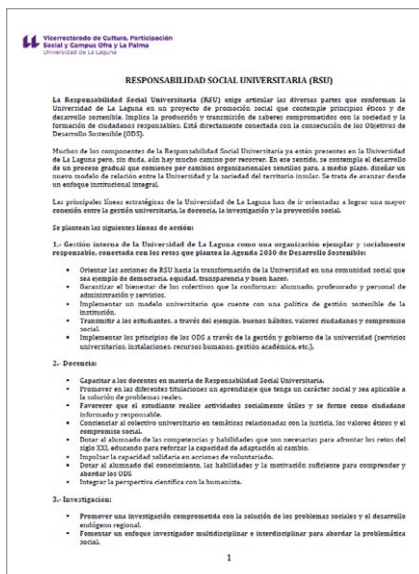 Vicerrectorado de Cultura, Participación
Social y Campus Ofra y La Palma
Universidad de La Laguna
RESPONSABILIDAD SOCIAL UNIVERSITARIA (RSU)
La Responsabilidad Social Universitaria (RSU) exige articular las diversas partes que conforman la
Universidad de La Laguna en un proyecto de promoción social que contemple principios éticos y de
desarrollo sostenible. Implica la producción y transmisión de saberes comprometidos con la sociedad y la
formación de ciudadanos responsables. Está directamente conectada con la consecución de los Objetivos de
Desarrollo Sostenible (ODS).
Muchos de los componentes de la Responsabilidad Social Universitaria ya están presentes en la Universidad
de La Laguna pero, sin duda, aún hay mucho camino por recorrer. En ese sentido, se contempla el desarrollo
de un proceso gradual que comience por cambios organizacionales sencillos para, a medio plazo, diseñar un
nuevo modelo de relación entre la Universidad y la sociedad del territorio insular. Se trata de avanzar desde
un enfoque institucional integral.
Las principales líneas estratégicas de la Universidad de La Laguna han de ir orientadas a lograr una mayor
conexión entre la gestión universitaria, la docencia, la investigación y la proyección social.
Se plantean las siguientes líneas de acción:
1.- Gestión interna de la Universidad de La Laguna como una organización ejemplar y socialmente
responsable, conectada con los retos que plantea la Agenda 2030 de Desarrollo Sostenible:
• Orientar las acciones de RSU hacia la transformación de la Universidad en una comunidad social que
sea ejemplo de democracia, equidad, transparencia y buen hacer.
• Garantizar el bienestar de los colectivos que la conforman: alumnado, profesorado y personal de
administración y servicios.
• Implementar un modelo universitario que cuente con una política de gestión sostenible de la
institución.
• Transmitir a los estudiantes, a través del ejemplo, buenos hábitos, valores ciudadanos y compromiso
social.
• Implementar los principios de los ODS a través de la gestión y gobierno de la universidad (servicios
universitarios, instalaciones, recursos humanos, gestión académica, etc.).
2.- Docencia:
• Capacitar a los docentes en materia de Responsabilidad Social Universitaria.
• Promover en las diferentes titulaciones un aprendizaje que tenga un carácter social y sea aplicable a
la solución de problemas reales.
• Favorecer que el estudiante realice actividades socialmente útiles y se forme como ciudadano
informado y responsable.
• Concienciar al colectivo universitario en temáticas relacionadas con la justicia, los valores éticos y el
compromiso social.
• Dotar al alumnado de las competencias y habilidades que son necesarias para afrontar los retos del
siglo XXI, educando para reforzar la capacidad de adaptación al cambio.
• Impulsar la capacidad solidaria en acciones de voluntariado.
• Dotar al alumnado del conocimiento, las habilidades y la motivación suficiente para comprender y
abordar los ODS
• Integrar la perspectiva científica con la humanista.
3.- Investigación:
• Promover una investigación comprometida con la solución de los problemas sociales y el desarrollo
endógeno regional.
• Fomentar un enfoque investigador multidisciplinar e interdisciplinar para abordar la problemática
social.
1